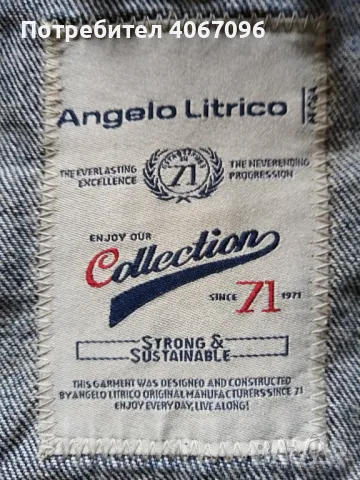 Потребител 4067096
Angelo Litrico
THE EVERLASTING EXCELLENCE
71
THE NEVERENDING PROGRESSION
ENJOY OUR
Collection
SINCE 71 1971
STRONG &
SUSTAINABLE
THIS GARMENT WAS DESIGNED AND CONSTRUCTED
BY ANGELO LITRICO ORIGINAL MANUFACTURERS SINCE 71
ENJOY EVERY DAY, LIVE ALONG!